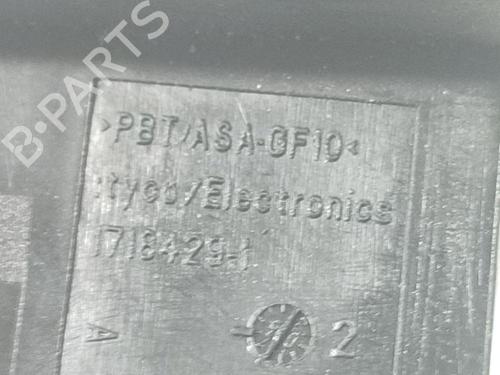 B-PARTS
>PBT/ASA-GF10<
tyco/Electronics
1718429-1
A
2